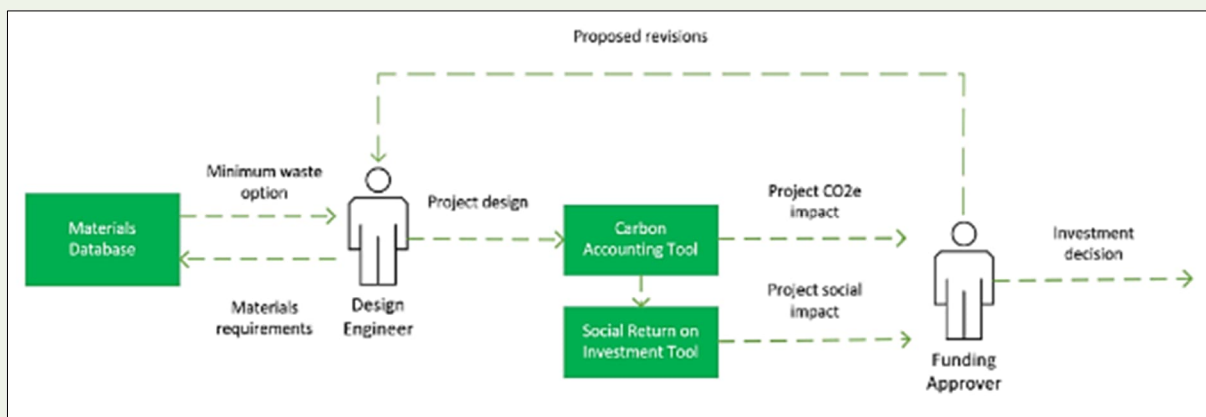 Proposed revisions
Minimum waste
option
Materials
Database
Materials
requirements
Design
Engineer
Project design
Carbon
Accounting Tool
Social Return on
Investment Tool
Project CO2e
impact
Project social
impact
Funding
Approver
Investment
decision